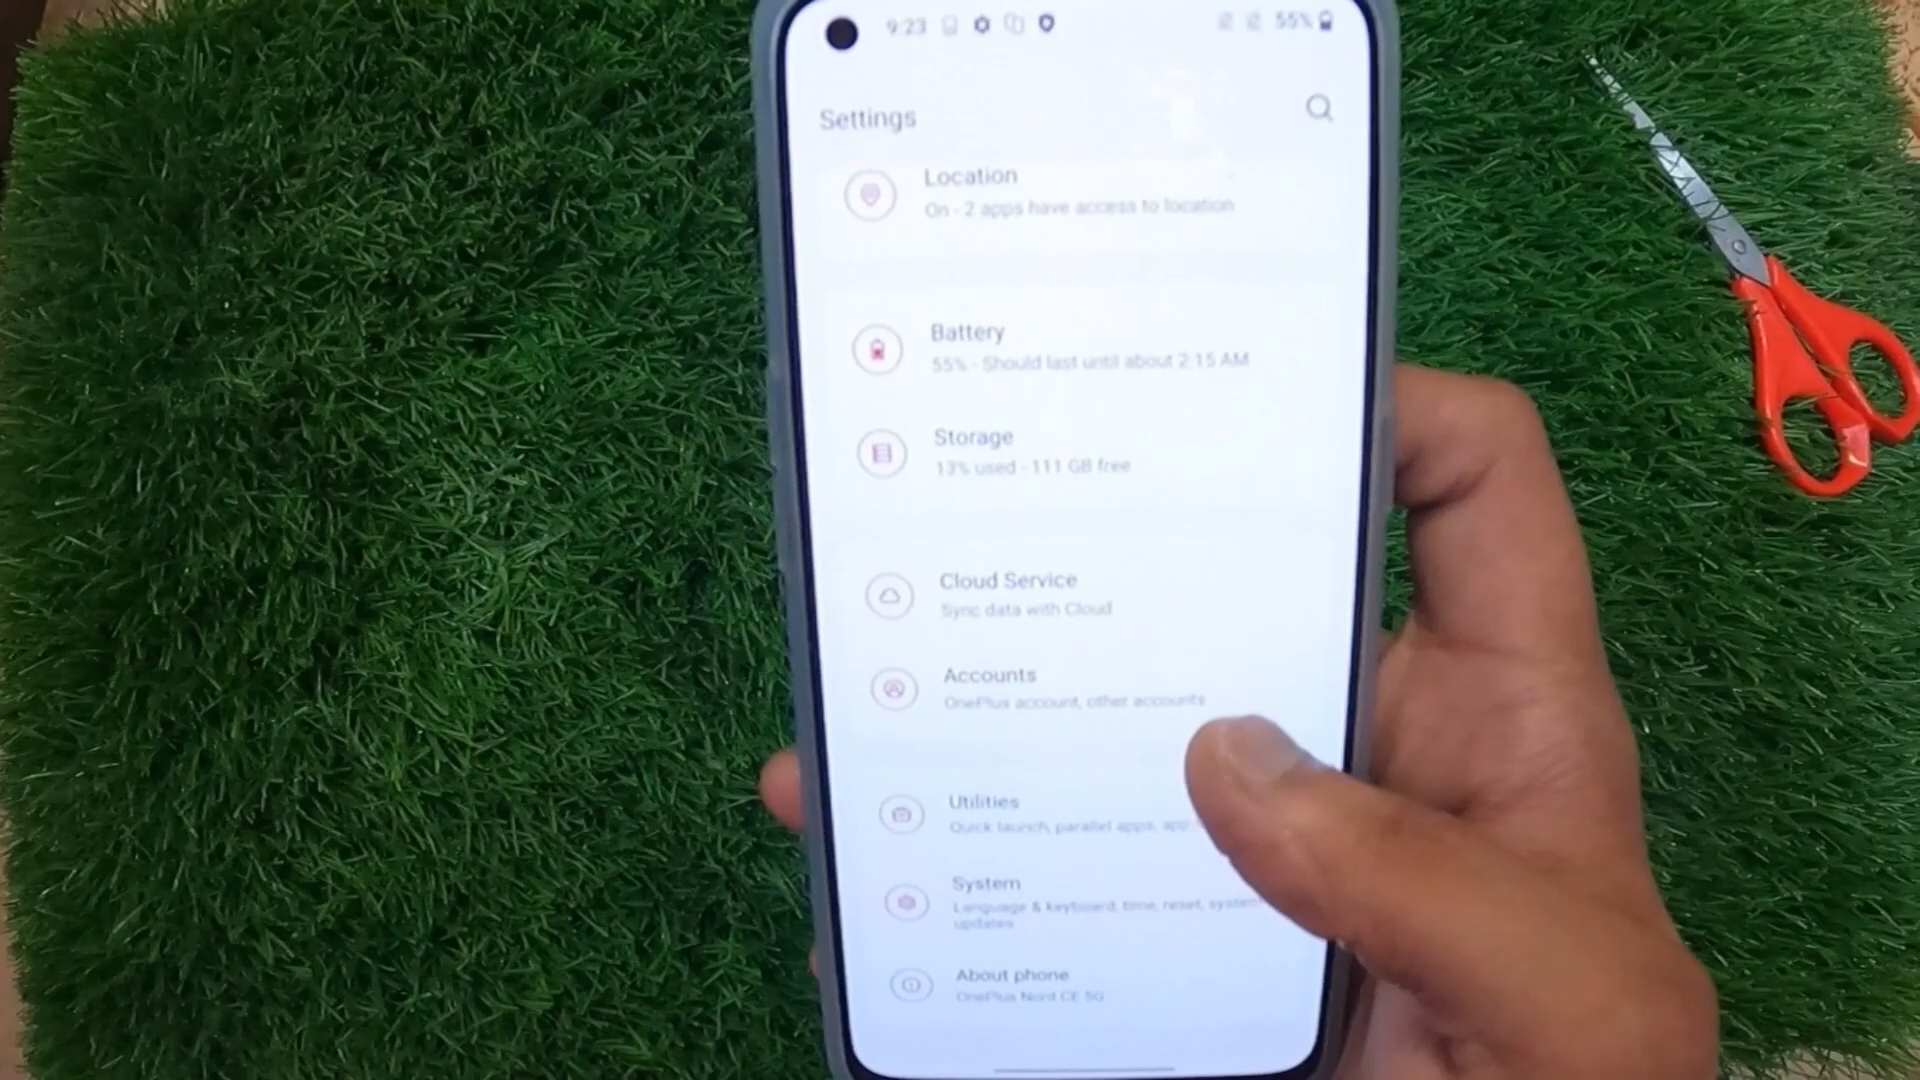 9:23
55%
Settings
Location
On - 2 apps have access to location
Battery
55% - Should last until about 2:15 AM
Storage
13% used - 111 GB free
Cloud Service
Sync data with Cloud
Accounts
OnePlus account, other accounts
Utilities
Quick launch, parallel apps, app
System
Language & keyboard, time, reset, system
updates
About phone
OnePlus Nord CE 5G